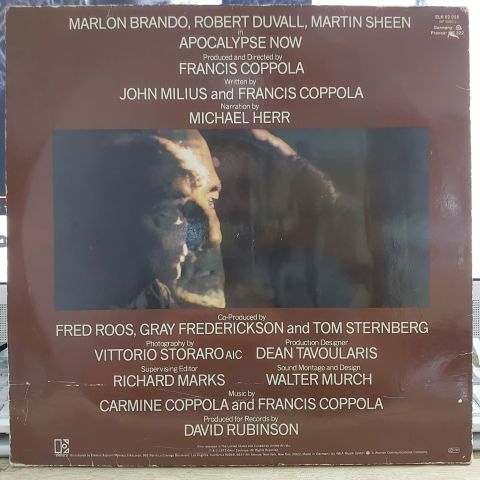 MARLON BRANDO, ROBERT DUVALL, MARTIN SHEEN
in
APOCALYPSE NOW
Produced and Directed by
FRANCIS COPPOLA
Written by
JOHN MILIUS and FRANCIS COPPOLA
Narration by
MICHAEL HERR
Co-Produced by
FRED ROOS, GRAY FREDERICKSON and TOM STERNBERG
Photography by
VITTORIO STORARO AIC
Production Designer
DEAN TAVOULARIS
Supervising Editor
RICHARD MARKS
Sound Montage and Design
WALTER MURCH
Music by
CARMINE COPPOLA and FRANCIS COPPOLA
Produced for Records by
DAVID RUBINSON